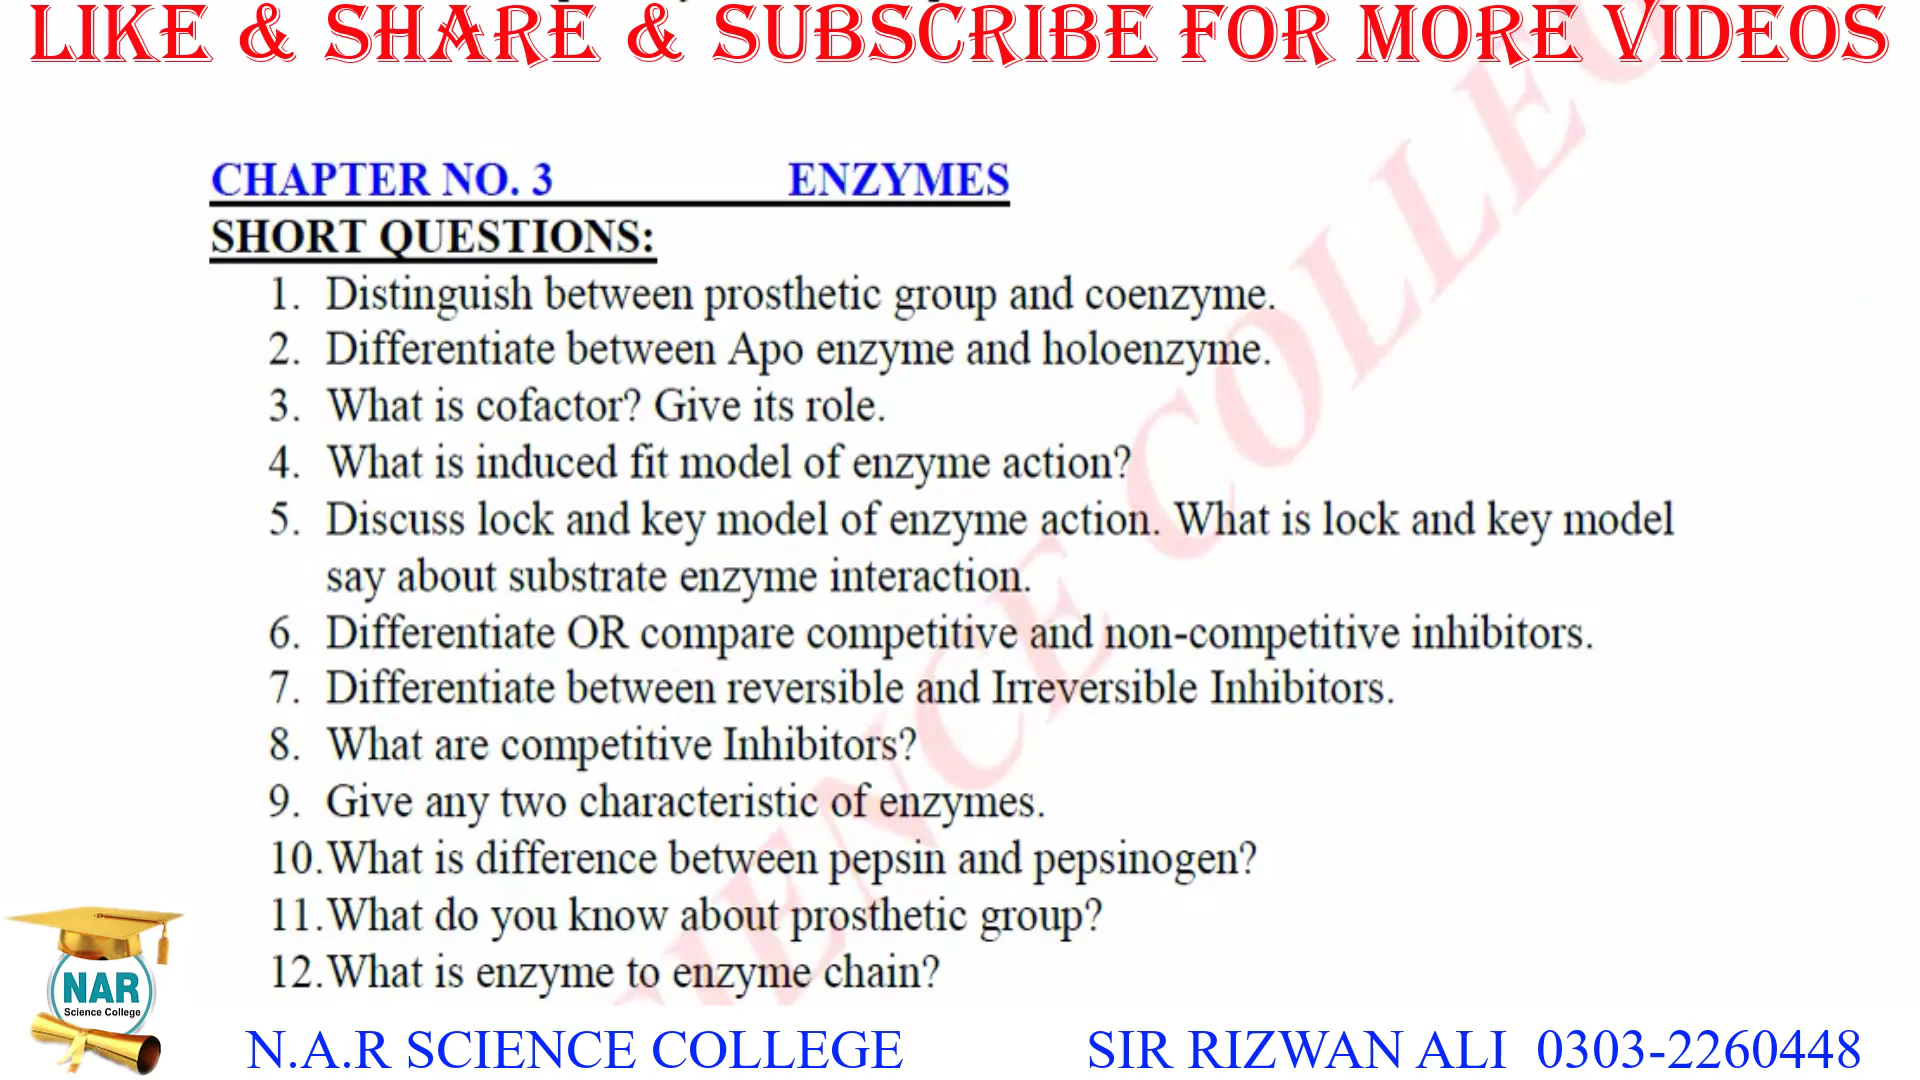 LIKE & SHARE & SUBSCRIBE FOR MORE VIDEOS
CHAPTER NO. 3 ENZYMES
SHORT QUESTIONS:
1. Distinguish between prosthetic group and coenzyme.
2. Differentiate between Apo enzyme and holoenzyme.
3. What is cofactor? Give its role.
4. What is induced fit model of enzyme action?
5. Discuss lock and key model of enzyme action. What is lock and key model
say about substrate enzyme interaction.
6. Differentiate OR compare competitive and non-competitive inhibitors.
7. Differentiate between reversible and Irreversible Inhibitors.
8. What are competitive Inhibitors?
9. Give any two characteristic of enzymes.
10. What is difference between pepsin and pepsinogen?
11. What do you know about prosthetic group?
12. What is enzyme to enzyme chain?
NAR
Science College
N.A.R SCIENCE COLLEGE SIR RIZWAN ALI 0303-2260448